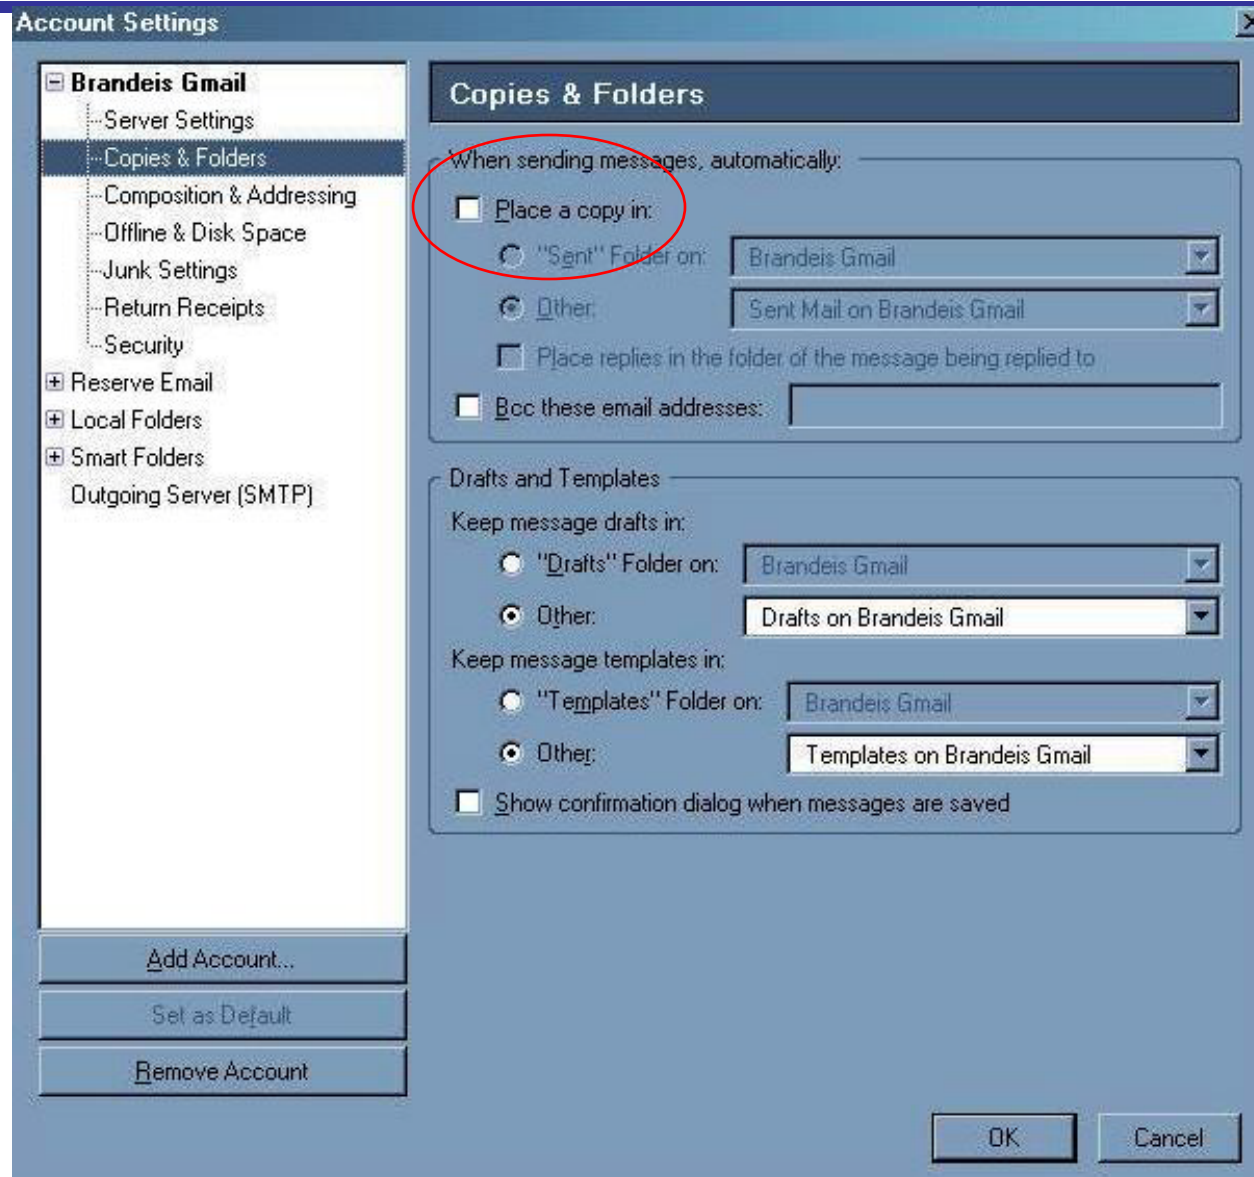 Account Settings
Brandeis Gmail
Server Settings
Copies & Folders
Composition & Addressing
Offline & Disk Space
Junk Settings
Return Receipts
Security
Reserve Email
Local Folders
Smart Folders
Outgoing Server (SMTP)
Add Account...
Set as Default
Remove Account
Copies & Folders
When sending messages, automatically:
Place a copy in:
"Sent" Folder on: Brandeis Gmail
Other: Sent Mail on Brandeis Gmail
Place replies in the folder of the message being replied to
Bcc these email addresses:
Drafts and Templates
Keep message drafts in:
"Drafts" Folder on: Brandeis Gmail
Other: Drafts on Brandeis Gmail
Keep message templates in:
"Templates" Folder on: Brandeis Gmail
Other: Templates on Brandeis Gmail
Show confirmation dialog when messages are saved
OK Cancel